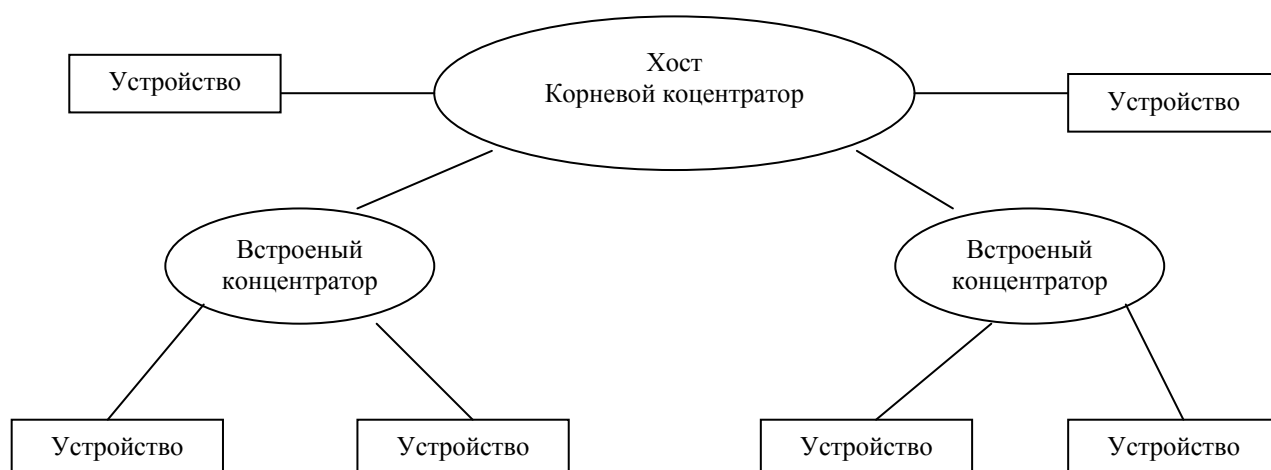 Хост
Корневой коцентратор
Устройство
Устройство
Встроеный
концентратор
Встроеный
концентратор
Устройство
Устройство
Устройство
Устройство